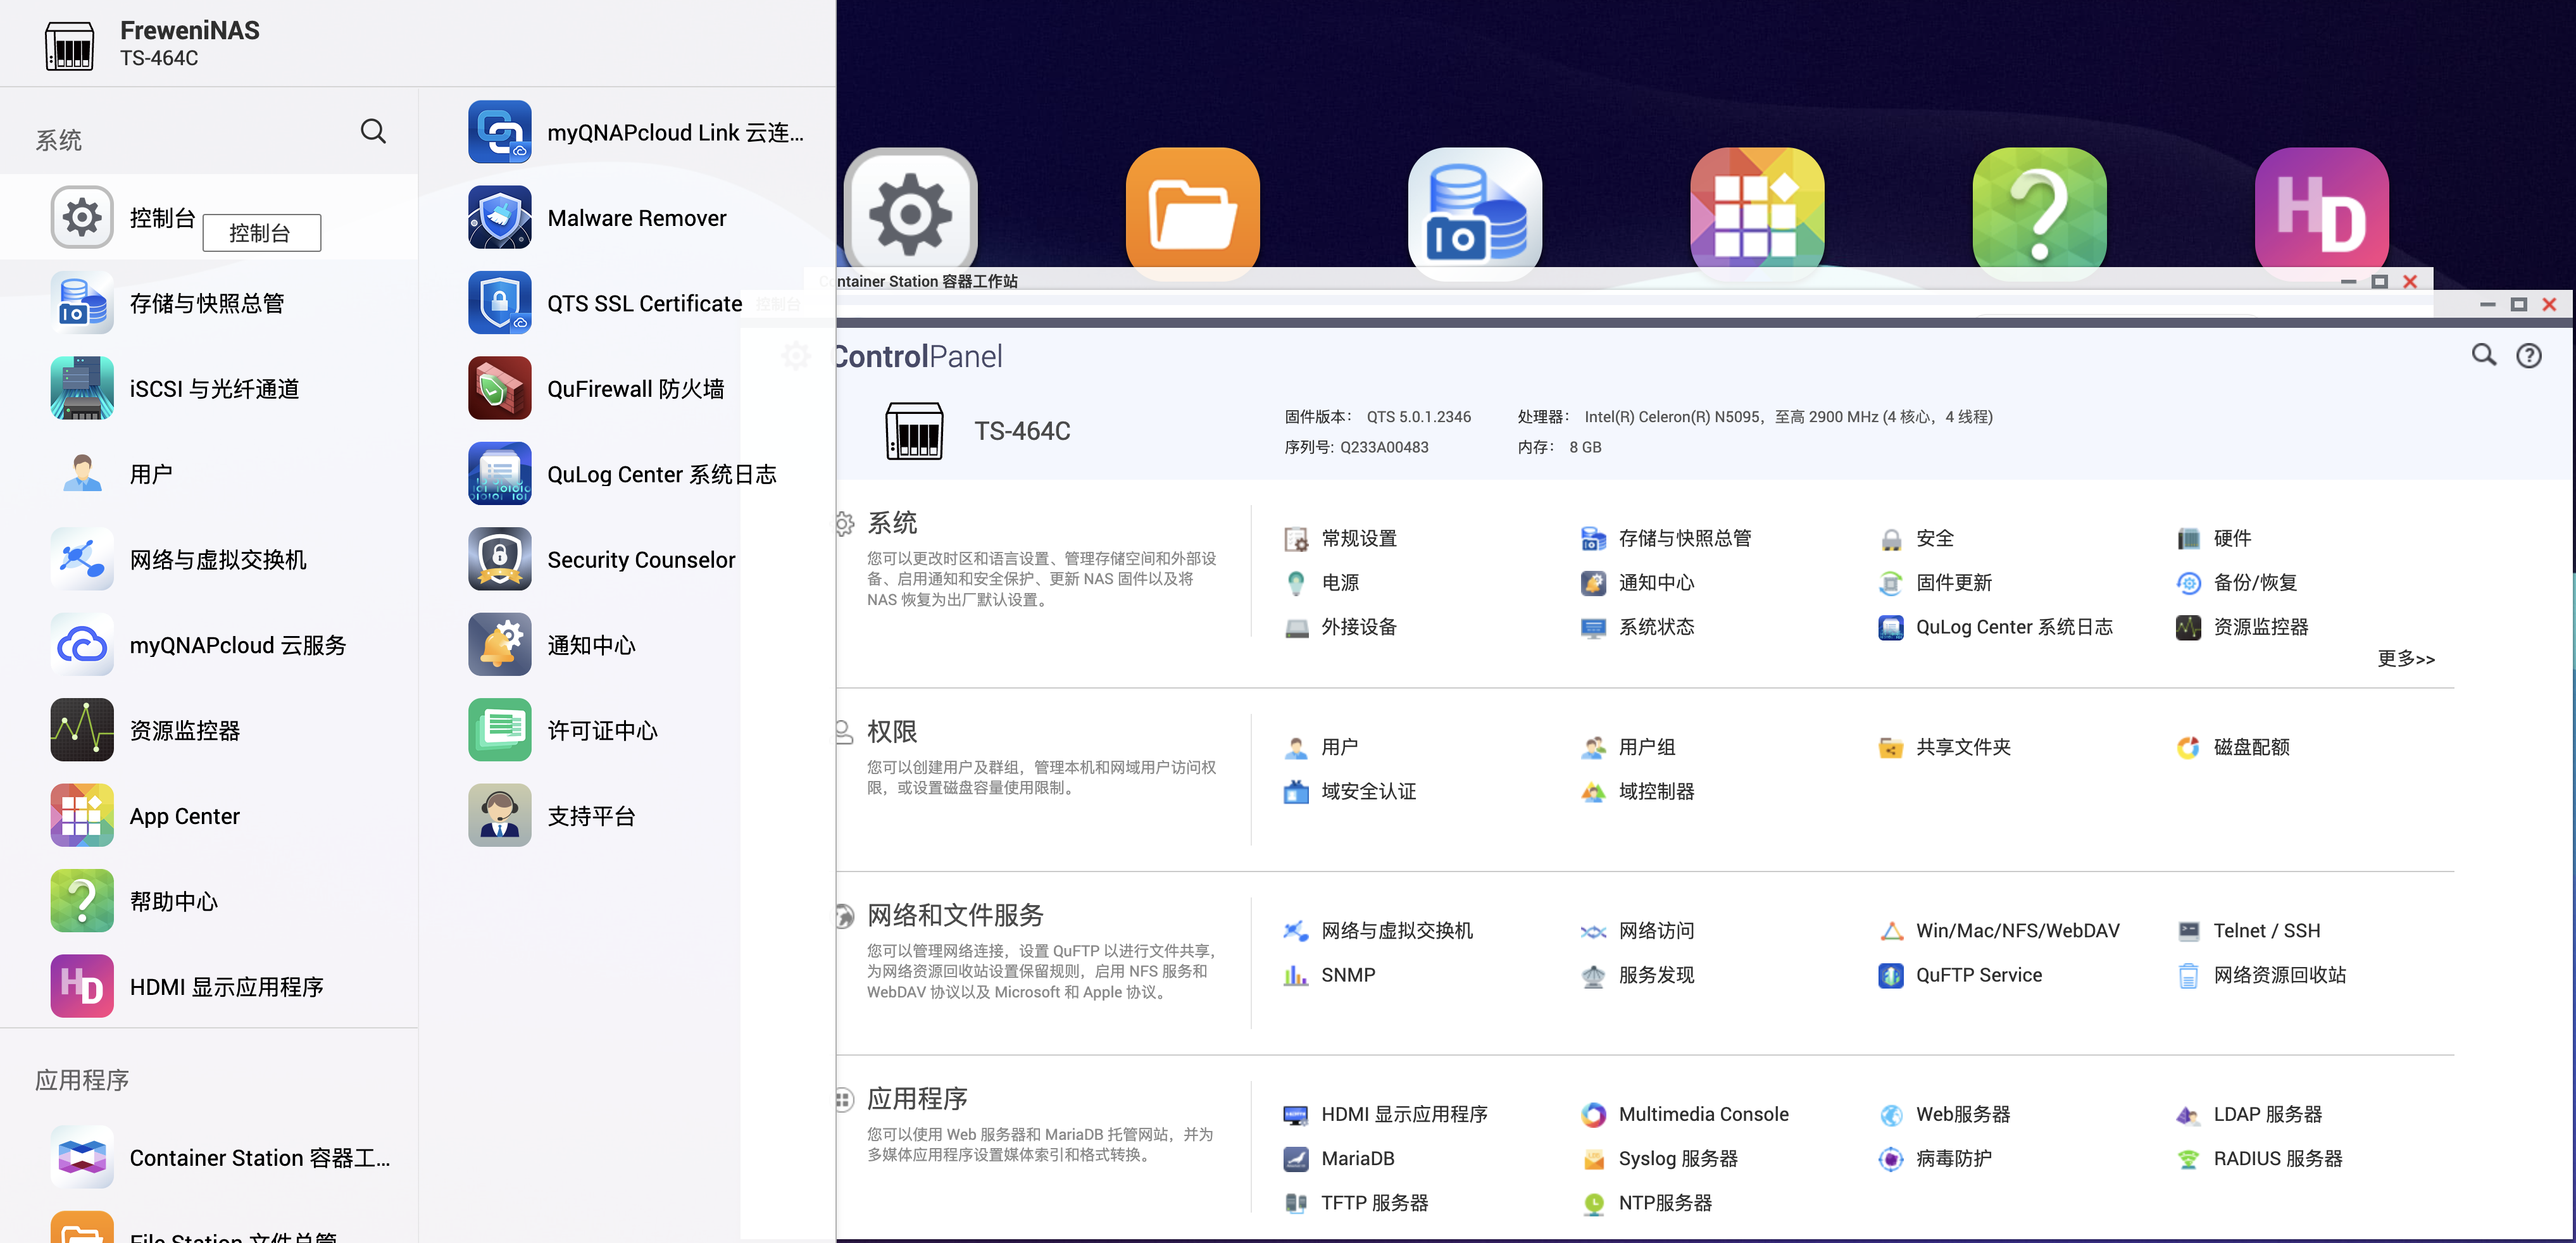 FreweniNAS
TS-464C
系统
控制台
控制台
存储与快照总管
iSCSI 与光纤通道
用户
网络与虚拟交换机
myQNAPcloud 云服务
资源监控器
App Center
帮助中心
HDMI 显示应用程序
应用程序
Container Station 容器工...
File Station 文件总管
myQNAPcloud Link 云连...
Malware Remover
QTS SSL Certificate
QuFirewall 防火墙
QuLog Center 系统日志
Security Counselor
通知中心
许可证中心
支持平台
Container Station 容器工作站
控制台
ControlPanel
TS-464C
固件版本： QTS 5.0.1.2346
处理器： Intel(R) Celeron(R) N5095，至高 2900 MHz (4 核心，4 线程)
序列号: Q233A00483
内存： 8 GB
系统
您可以更改时区和语言设置、管理存储空间和外部设
备、启用通知和安全保护、更新 NAS 固件以及将
NAS 恢复为出厂默认设置。
常规设置
存储与快照总管
安全
硬件
电源
通知中心
固件更新
备份/恢复
外接设备
系统状态
QuLog Center 系统日志
资源监控器
更多>>
权限
您可以创建用户及群组，管理本机和网域用户访问权
限，或设置磁盘容量使用限制。
用户
用户组
共享文件夹
磁盘配额
域安全认证
域控制器
网络和文件服务
您可以管理网络连接，设置 QuFTP 以进行文件共享，
为网络资源回收站设置保留规则，启用 NFS 服务和
WebDAV 协议以及 Microsoft 和 Apple 协议。
网络与虚拟交换机
网络访问
Win/Mac/NFS/WebDAV
Telnet / SSH
SNMP
服务发现
QuFTP Service
网络资源回收站
应用程序
您可以使用 Web 服务器和 MariaDB 托管网站，并为
多媒体应用程序设置媒体索引和格式转换。
HDMI 显示应用程序
Multimedia Console
Web服务器
LDAP 服务器
MariaDB
Syslog 服务器
病毒防护
RADIUS 服务器
TFTP 服务器
NTP服务器